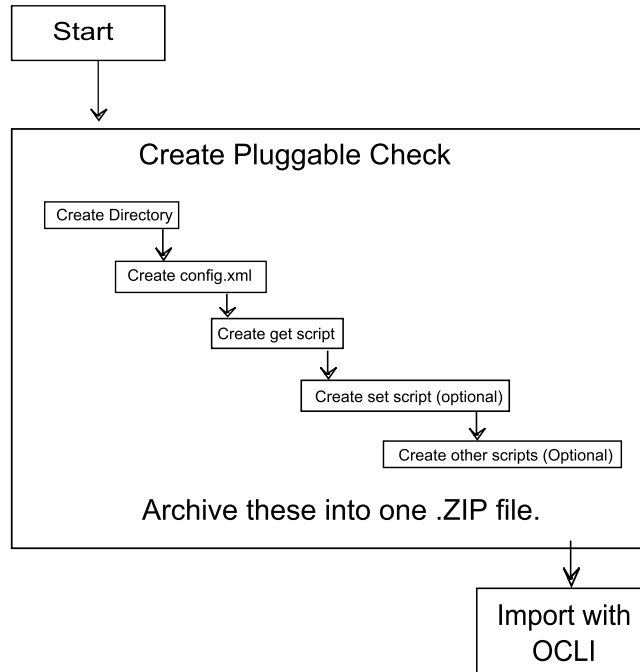 Start
Create Pluggable Check
Create Directory
Create config.xml
Create get script
Create set script (optional)
Create other scripts (Optional)
Archive these into one .ZIP file.
Import with
OCLI